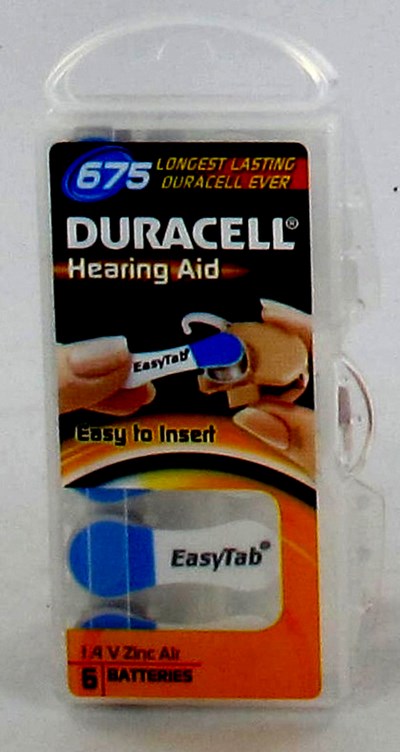 675 LONGEST LASTING
DURACELL EVER
DURACELL®
Hearing Aid
EasyTab®
Easy to Insert
EasyTab®
1.4 V Zinc Air
6 BATTERIES